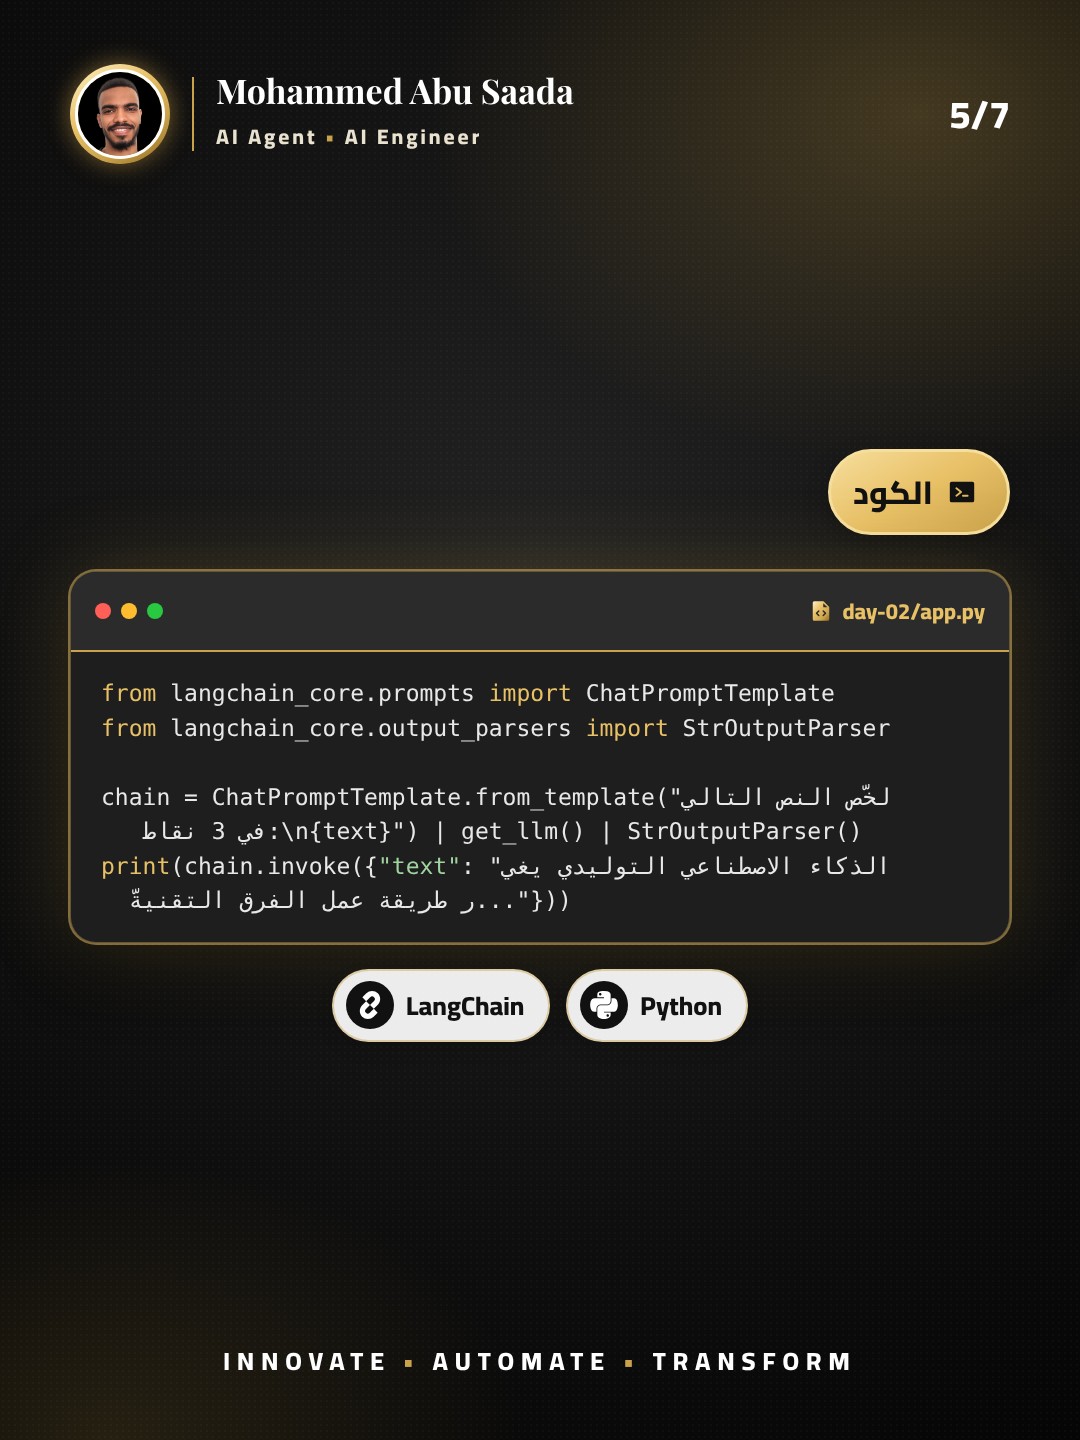 Mohammed Abu Saada
AI Agent ▪ AI Engineer
5/7
الكود
day-02/app.py
from langchain_core.prompts import ChatPromptTemplate
from langchain_core.output_parsers import StrOutputParser
chain = ChatPromptTemplate.from_template("لخّص النص التالي
في 3 نقاط:\n{text}") | get_llm() | StrOutputParser()
print(chain.invoke({"text": "الذكاء الاصطناعي التوليدي يغي
ّر طريقة عمل الفرق التقنية..."}))
LangChain
Python
INNOVATE ▪ AUTOMATE ▪ TRANSFORM